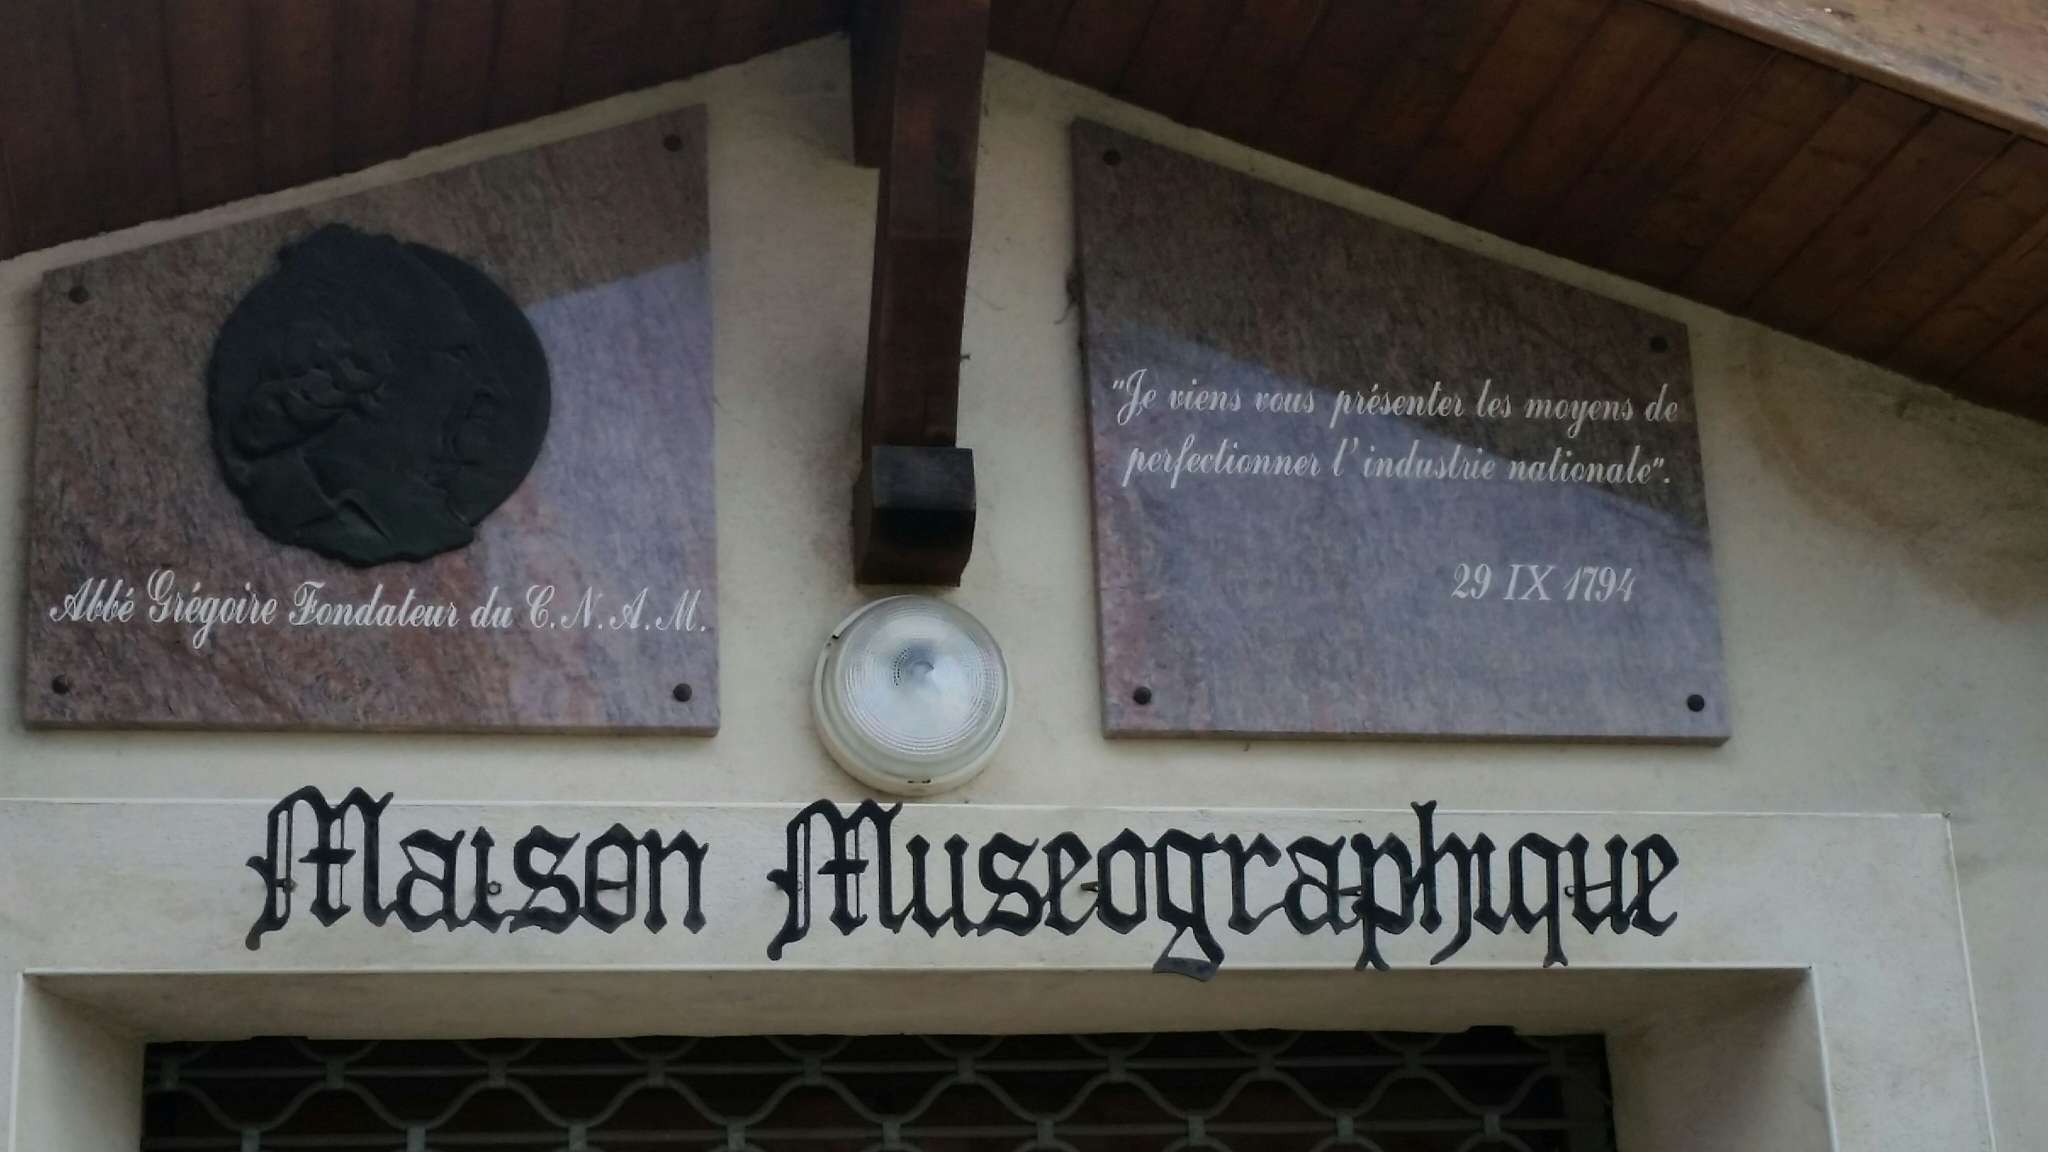 Abbé Grégoire Fondateur du C.N.A.M.
"Je viens vous présenter les moyens de
perfectionner l'industrie nationale".
29 IX 1794
Maison Museographique